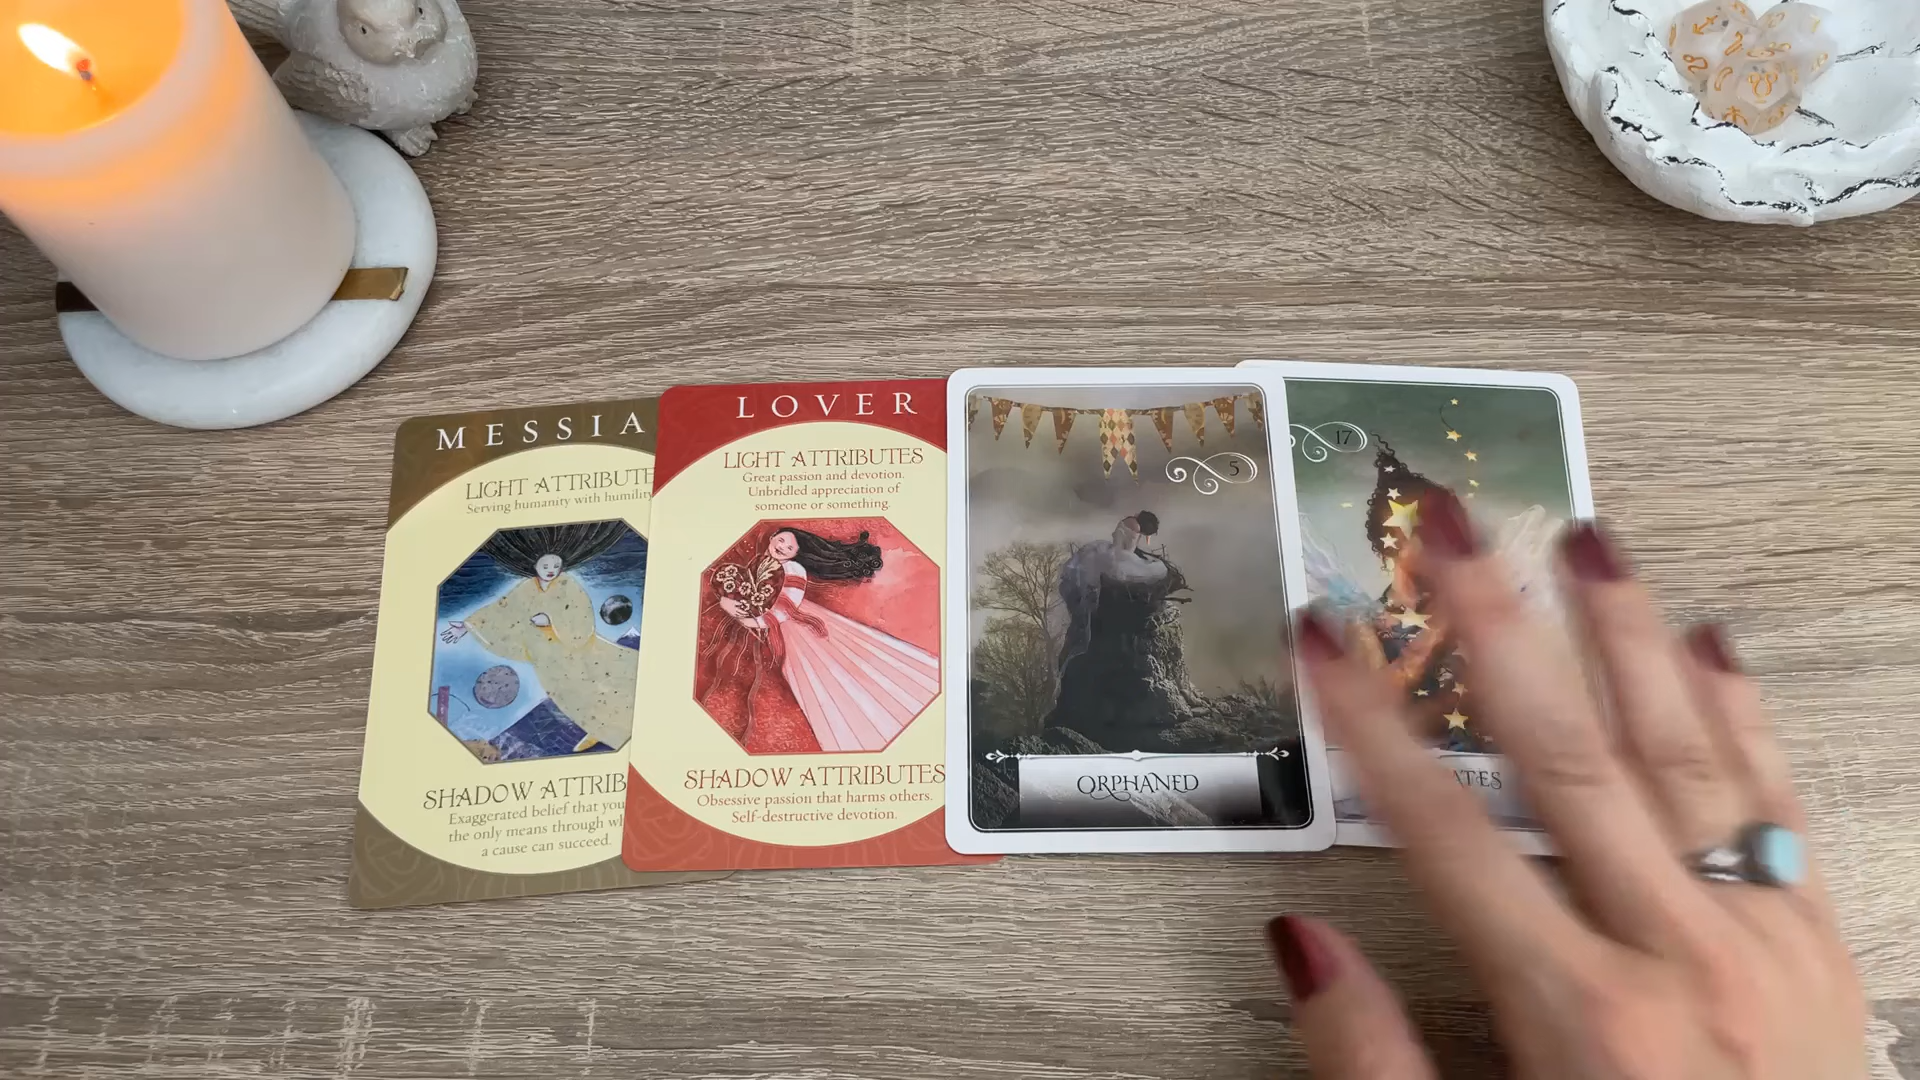 MESSIA
LIGHT ATTRIBUTE
Serving humanity with humility
SHADOW ATTRIB
Exaggerated belief that you
the only means through wh
a cause can succeed.
LOVER
LIGHT ATTRIBUTES
Great passion and devotion.
Unbridled appreciation of
someone or something.
SHADOW ATTRIBUTES
Obsessive passion that harms others.
Self-destructive devotion.
5
ORPHANED
17
ATES